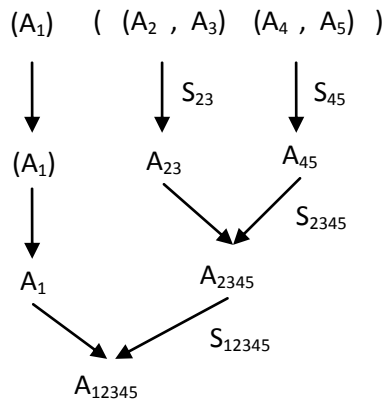 (A₁) ( (A₂ , A₃) (A₄ , A₅) )
S₂₃ S₄₅
(A₁) A₂₃ A₄₅
S₂₃₄₅
A₁ A₂₃₄₅
S₁₂₃₄₅
A₁₂₃₄₅